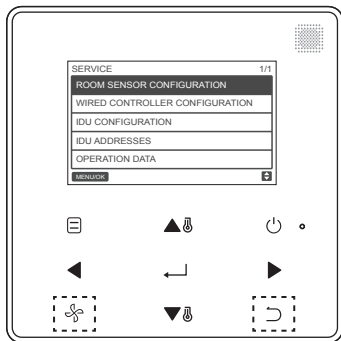 SERVICE 1/1
ROOM SENSOR CONFIGURATION
WIRED CONTROLLER CONFIGURATION
IDU CONFIGURATION
IDU ADDRESSES
OPERATION DATA
MENU/OK